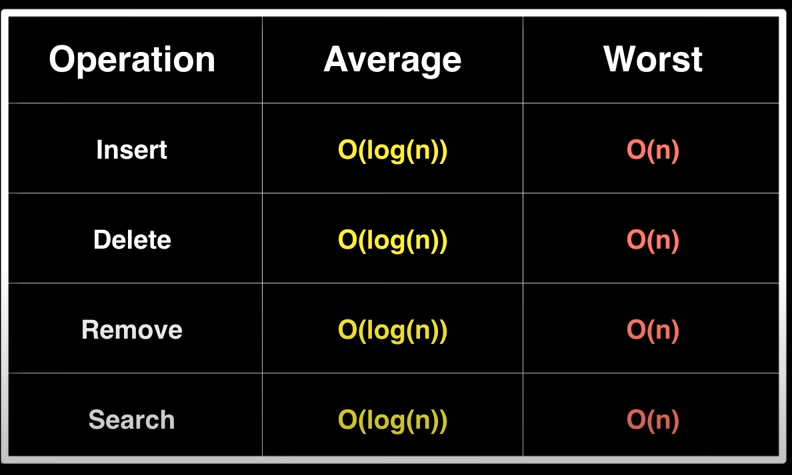 Operation Average Worst
Insert O(log(n)) O(n)
Delete O(log(n)) O(n)
Remove O(log(n)) O(n)
Search O(log(n)) O(n)